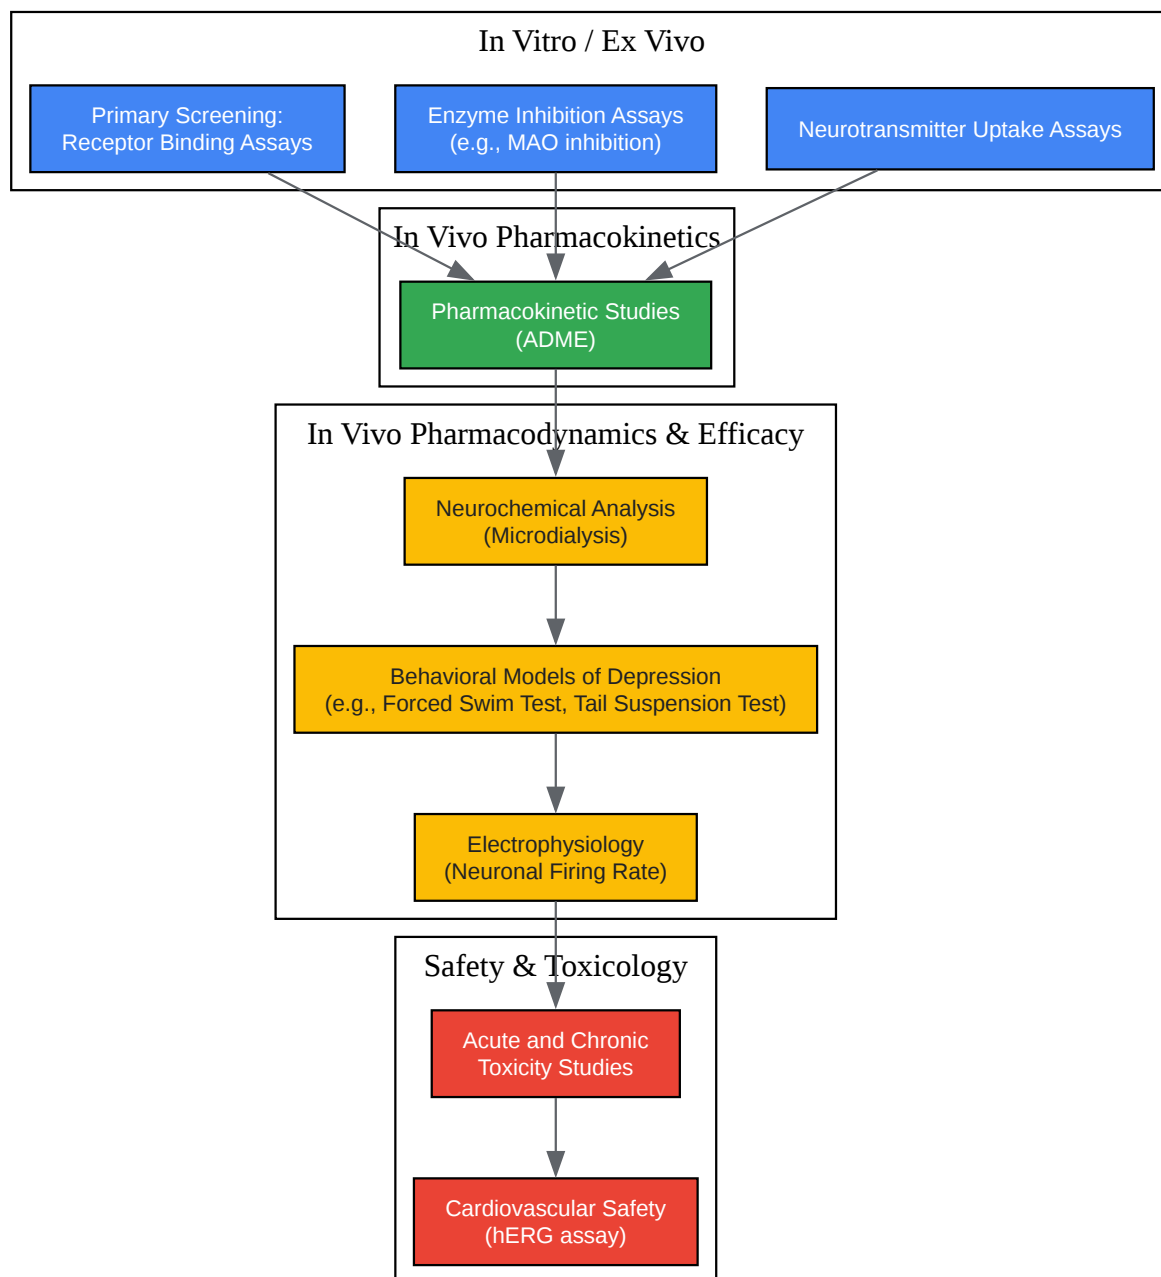 In Vitro / Ex Vivo
Primary Screening:
Receptor Binding Assays
Enzyme Inhibition Assays
(e.g., MAO inhibition)
Neurotransmitter Uptake Assays
In Vivo Pharmacokinetics
Pharmacokinetic Studies
(ADME)
In Vivo Pharmacodynamics & Efficacy
Neurochemical Analysis
(Microdialysis)
Behavioral Models of Depression
(e.g., Forced Swim Test, Tail Suspension Test)
Electrophysiology
(Neuronal Firing Rate)
Safety & Toxicology
Acute and Chronic
Toxicity Studies
Cardiovascular Safety
(hERG assay)